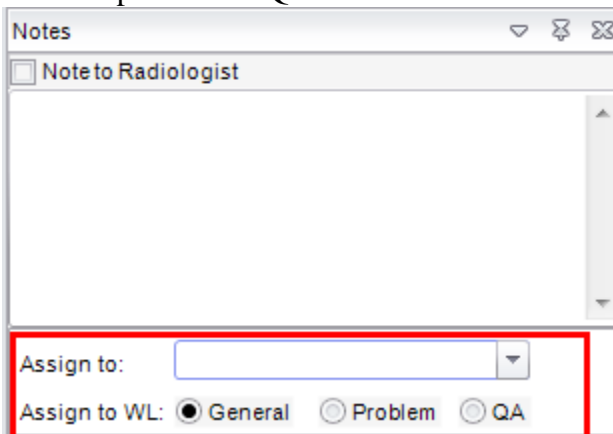 Notes
Note to Radiologist
Assign to:
Assign to WL: General Problem QA